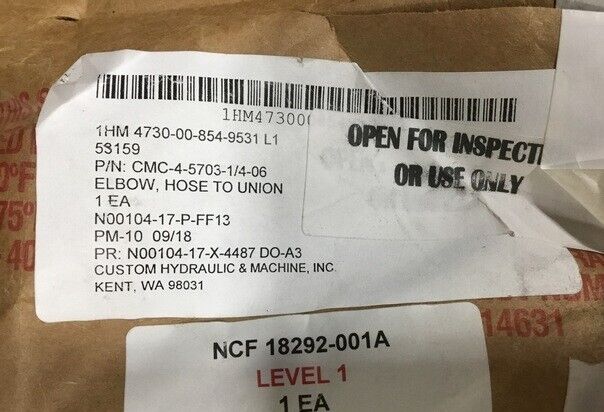 1HM47300
1HM 4730-00-854-9531 L1
53159
P/N: CMC-4-5703-1/4-06
ELBOW, HOSE TO UNION
1 EA
N00104-17-P-FF13
PM-10 09/18
PR: N00104-17-X-4487 DO-A3
CUSTOM HYDRAULIC & MACHINE, INC.
KENT, WA 98031
OPEN FOR INSPECTI
OR USE ONLY
14631
NCF 18292-001A
LEVEL 1
1 EA